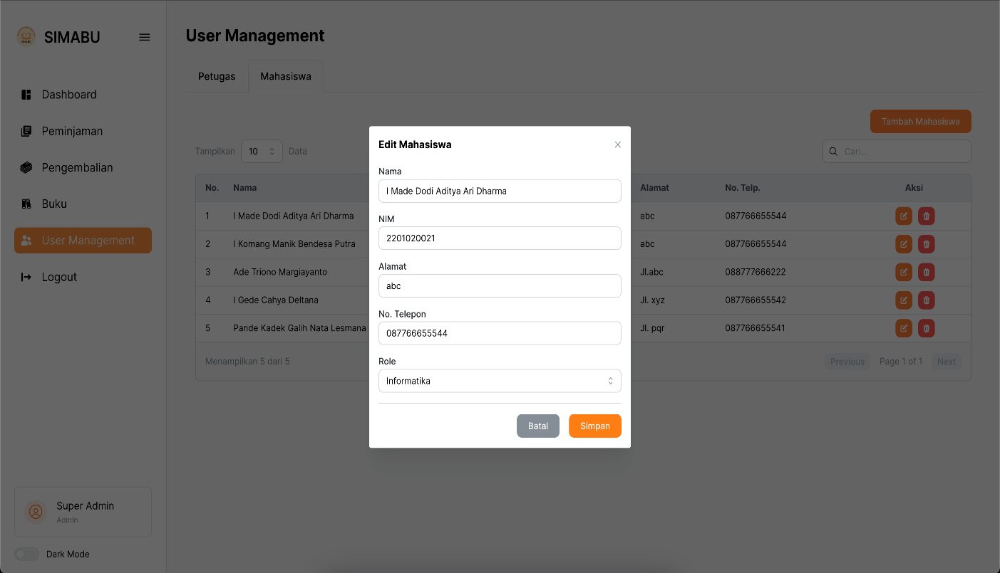 SIMABU
User Management
Petugas
Mahasiswa
Dashboard
Peminjaman
Pengembalian
Buku
User Management
Logout
Super Admin
Admin
Dark Mode
Tambah Mahasiswa
Tampilkan 10 Data
Cari...
No. Nama Alamat No. Telp. Aksi
1 I Made Dodi Aditya Ari Dharma abc 087766655544
2 I Komang Manik Bendesa Putra abc 087766655544
3 Ade Triono Margiayanto Jl.abc 088777666222
4 I Gede Cahya Deltana Jl. xyz 087766655542
5 Pande Kadek Galih Nata Lesmana Jl. pqr 087766655541
Menampilkan 5 dari 5
Previous Page 1 of 1 Next
Edit Mahasiswa
Nama
I Made Dodi Aditya Ari Dharma
NIM
2201020021
Alamat
abc
No. Telepon
087766655544
Role
Informatika
Batal Simpan